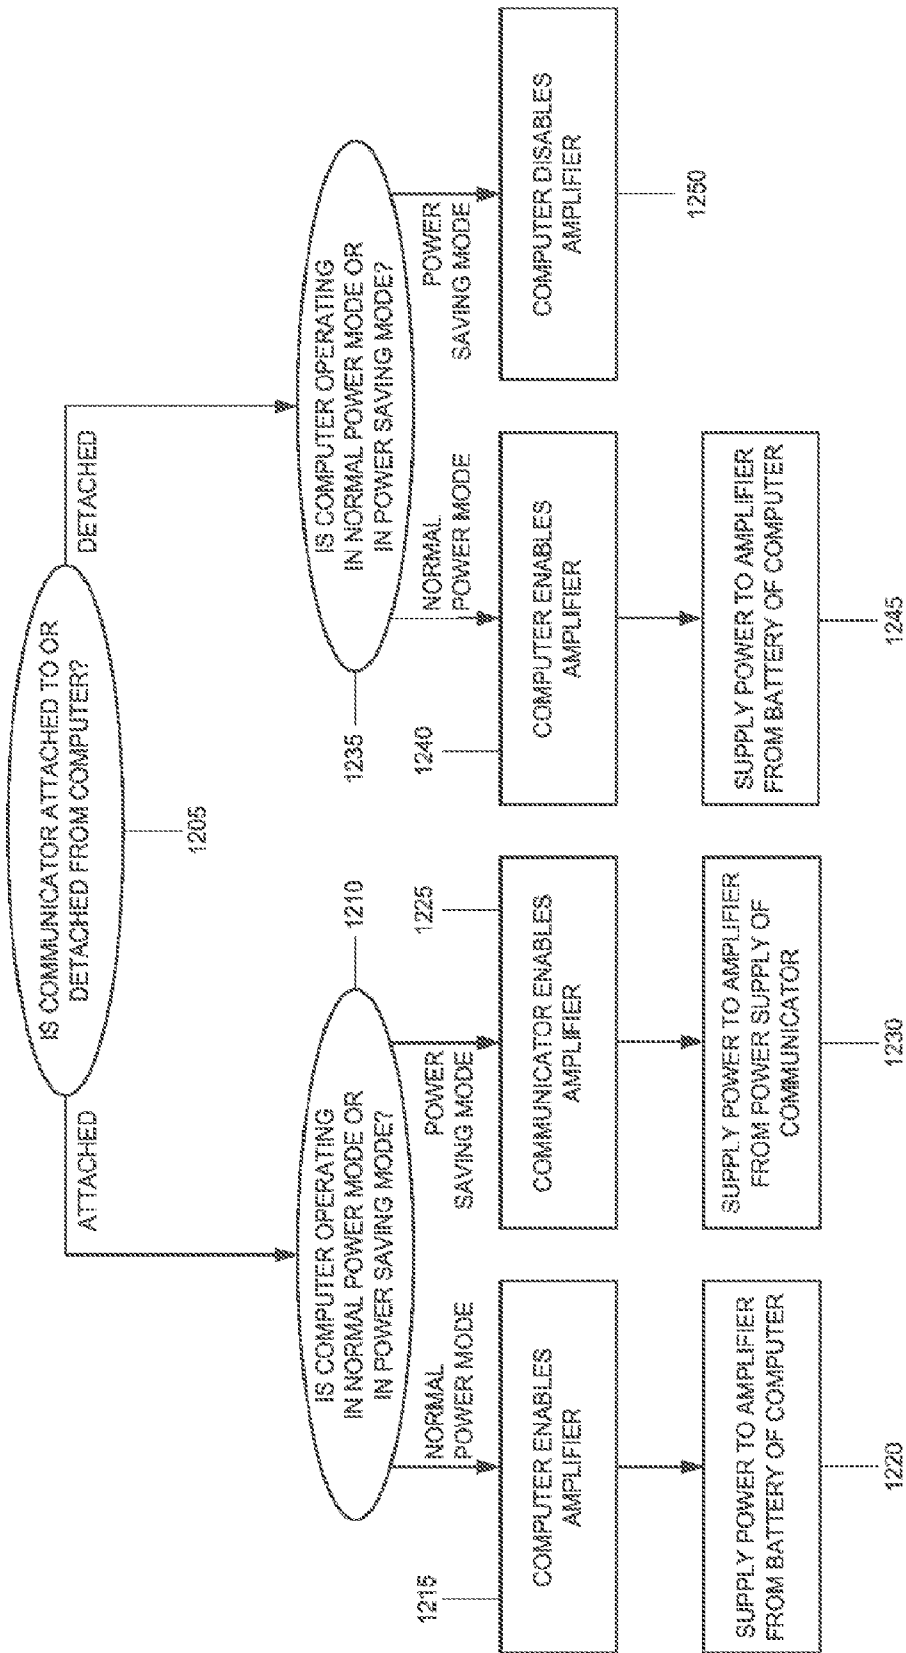 IS COMMUNICATOR ATTACHED TO OR
DETACHED FROM COMPUTER?
1205
ATTACHED
DETACHED
IS COMPUTER OPERATING
IN NORMAL POWER MODE OR
IN POWER SAVING MODE?
1210
NORMAL
POWER MODE
POWER
SAVING MODE
1215
COMPUTER ENABLES
AMPLIFIER
SUPPLY POWER TO AMPLIFIER
FROM BATTERY OF COMPUTER
1220
1225
COMMUNICATOR ENABLES
AMPLIFIER
SUPPLY POWER TO AMPLIFIER
FROM POWER SUPPLY OF
COMMUNICATOR
1230
IS COMPUTER OPERATING
IN NORMAL POWER MODE OR
IN POWER SAVING MODE?
1235
NORMAL
POWER MODE
POWER
SAVING MODE
1240
COMPUTER ENABLES
AMPLIFIER
SUPPLY POWER TO AMPLIFIER
FROM BATTERY OF COMPUTER
1245
COMPUTER DISABLES
AMPLIFIER
1250